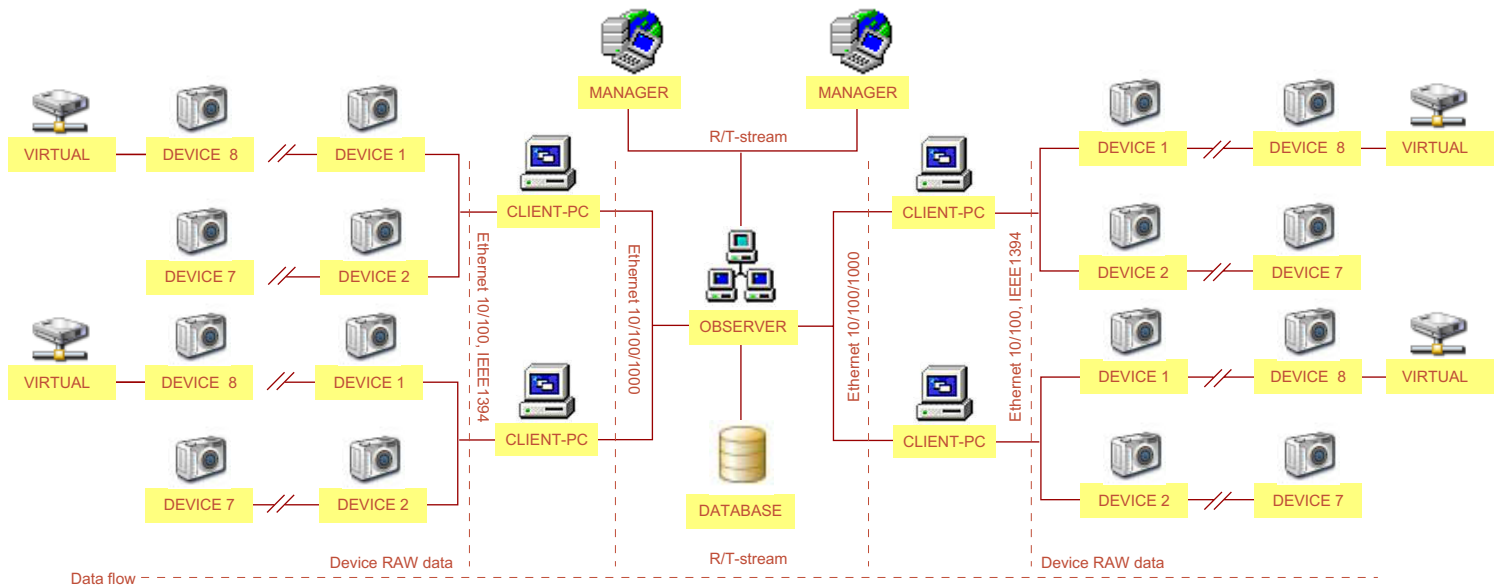 MANAGER
MANAGER
R/T-stream
VIRTUAL
DEVICE 8
DEVICE 1
CLIENT-PC
CLIENT-PC
DEVICE 1
DEVICE 8
VIRTUAL
DEVICE 7
DEVICE 2
DEVICE 2
DEVICE 7
Ethernet 10/100, IEEE1394
Ethernet 10/100/1000
OBSERVER
Ethernet 10/100/1000
Ethernet 10/100, IEEE1394
VIRTUAL
DEVICE 8
DEVICE 1
DEVICE 1
DEVICE 8
VIRTUAL
CLIENT-PC
CLIENT-PC
DEVICE 7
DEVICE 2
DATABASE
DEVICE 2
DEVICE 7
Device RAW data
R/T-stream
Device RAW data
Data flow